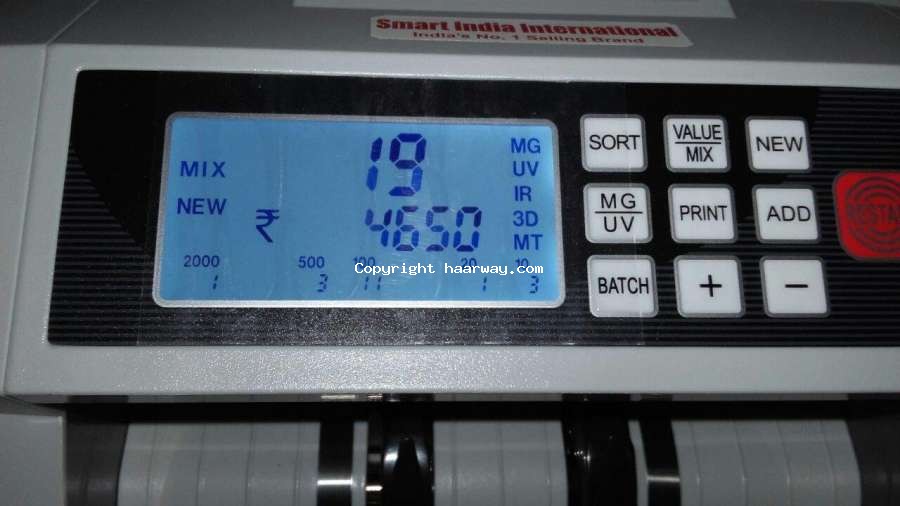 Smart India International
India's No. 1 Selling Brand
MIX
19
MG
UV
NEW
₹ 4650
IR
3D
MT
2000 500 100 20 10
1 3 11 1 3
SORT
VALUE
MIX
NEW
MG
UV
PRINT
ADD
BATCH
+
−
Copyright haarway.com